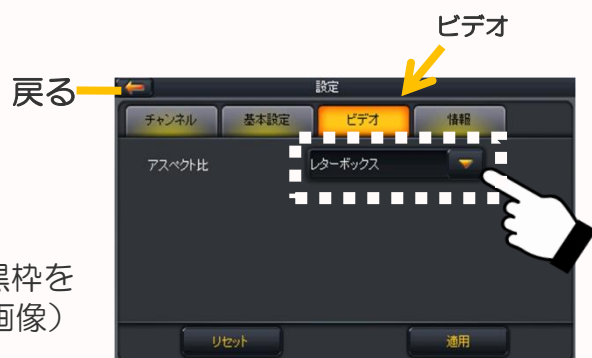 ビデオ
戻る
設定
チャンネル
基本設定
ビデオ
情報
アスペクト比
レターボックス
黒枠を
画像）
リセット
適用